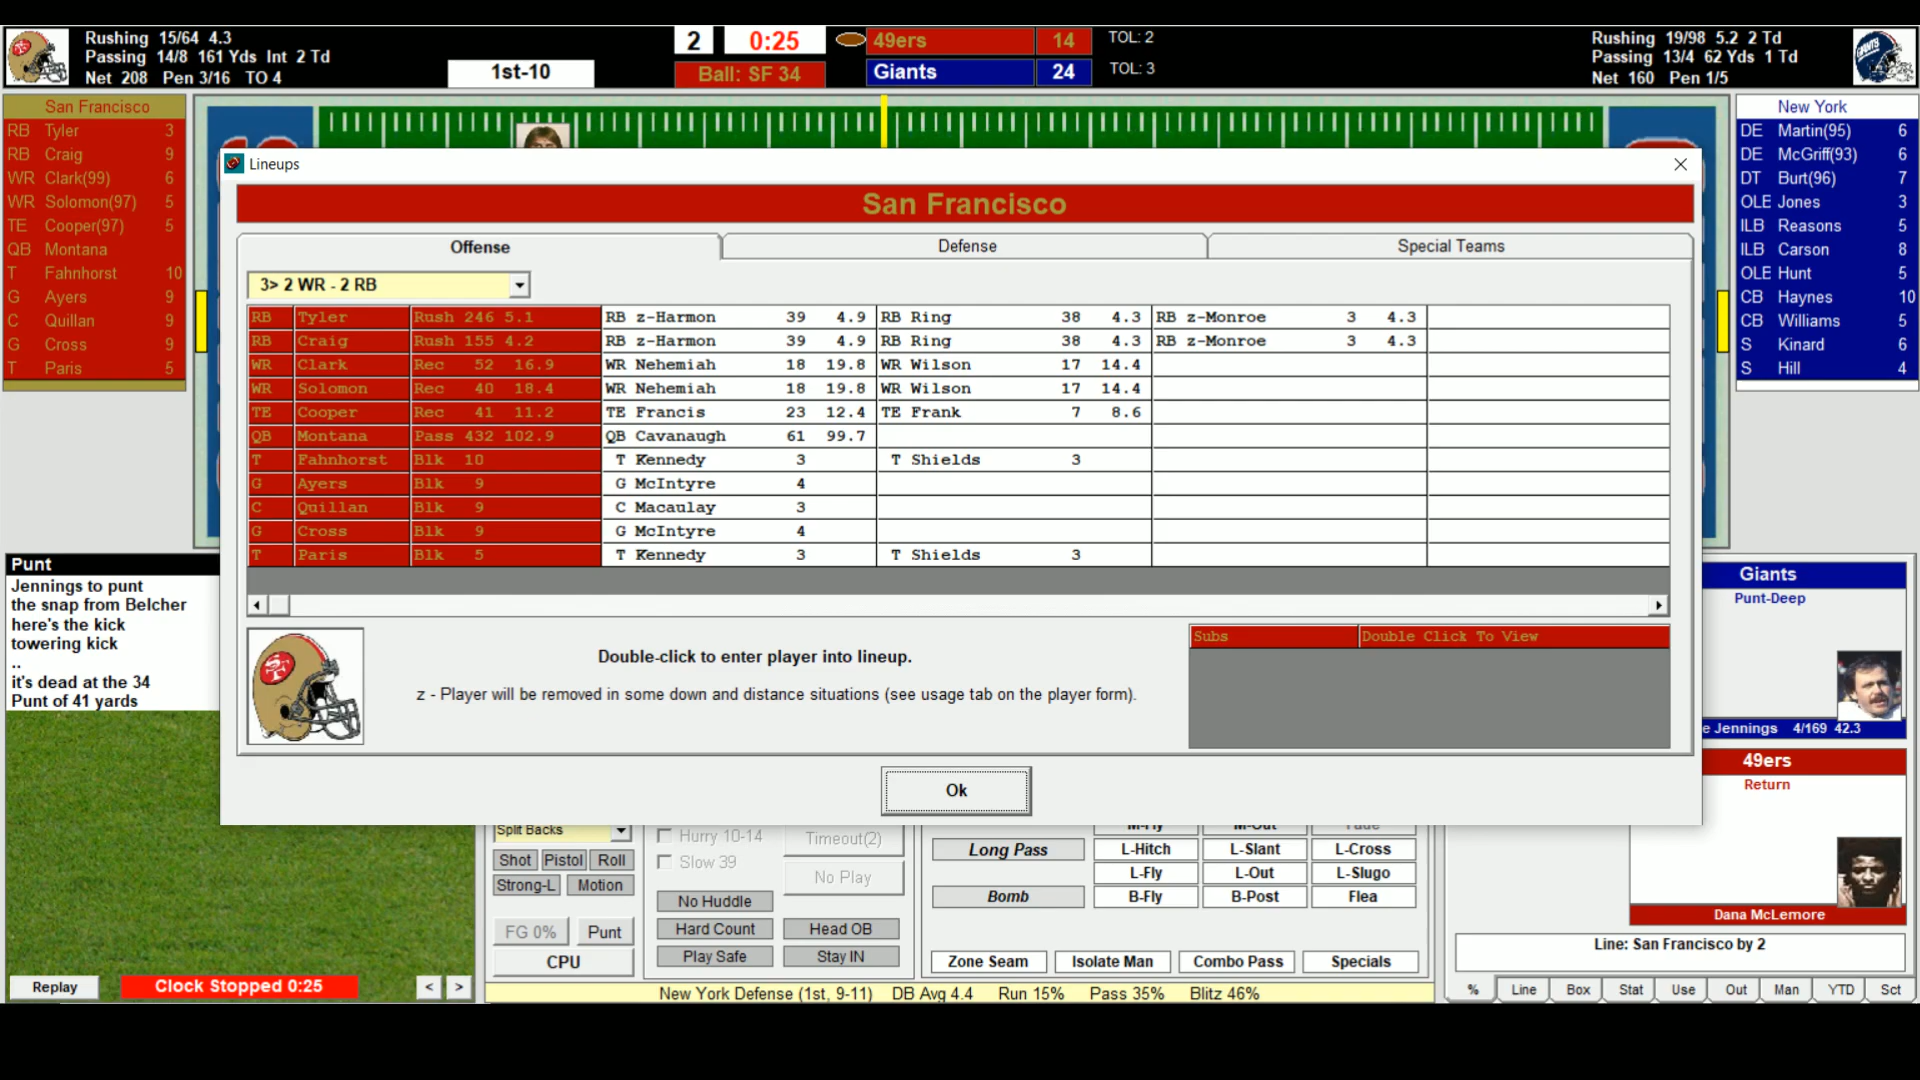 Rushing 15/64 4.3
Passing 14/8 161 Yds Int 2 Td
Net 208 Pen 3/16 TO 4
1st-10
2 0:25 49ers 14 TOL: 2
Ball: SF 34 Giants 24 TOL: 3
Rushing 19/98 5.2 2 Td
Passing 13/4 62 Yds 1 Td
Net 160 Pen 1/5
GIANTS
San Francisco
RB Tyler 3
RB Craig 9
WR Clark(99) 6
WR Solomon(97) 5
TE Cooper(97) 5
QB Montana
T Fahnhorst 10
G Ayers 9
C Quillan 9
G Cross 9
T Paris 5
New York
DE Martin(95) 6
DE McGriff(93) 6
DT Burt(96) 7
OLE Jones 3
ILB Reasons 5
ILB Carson 8
OLE Hunt 5
CB Haynes 10
CB Williams 5
S Kinard 6
S Hill 4
Lineups
San Francisco
Offense Defense Special Teams
3> 2 WR - 2 RB
RB Tyler Rush 246 5.1 RB z-Harmon 39 4.9 RB Ring 38 4.3 RB z-Monroe 3 4.3
RB Craig Rush 155 4.2 RB z-Harmon 39 4.9 RB Ring 38 4.3 RB z-Monroe 3 4.3
WR Clark Rec 52 16.9 WR Nehemiah 18 19.8 WR Wilson 17 14.4
WR Solomon Rec 40 18.4 WR Nehemiah 18 19.8 WR Wilson 17 14.4
TE Cooper Rec 41 11.2 TE Francis 23 12.4 TE Frank 7 8.6
QB Montana Pass 432 102.9 QB Cavanaugh 61 99.7
T Fahnhorst Blk 10 T Kennedy 3 T Shields 3
G Ayers Blk 9 G McIntyre 4
C Quillan Blk 9 C Macaulay 3
G Cross Blk 9 G McIntyre 4
T Paris Blk 5 T Kennedy 3 T Shields 3
Double-click to enter player into lineup.
z - Player will be removed in some down and distance situations (see usage tab on the player form).
Subs Double Click To View
Ok
Punt
Jennings to punt
the snap from Belcher
here's the kick
towering kick
..
it's dead at the 34
Punt of 41 yards
Replay Clock Stopped 0:25 < >
Split Backs
Shot Pistol Roll
Strong-L Motion
FG 0% Punt
CPU
Hurry 10-14 Timeout(2)
Slow 39 No Play
No Huddle
Hard Count Head OB
Play Safe Stay IN
M-Fly M-Out Fade
Long Pass L-Hitch L-Slant L-Cross
L-Fly L-Out L-Slugo
Bomb B-Fly B-Post Flea
Zone Seam Isolate Man Combo Pass Specials
New York Defense (1st, 9-11) DB Avg 4.4 Run 15% Pass 35% Blitz 46%
Giants
Punt-Deep
e Jennings 4/169 42.3
49ers
Return
Dana McLemore
Line: San Francisco by 2
% Line Box Stat Use Out Man YTD Sct